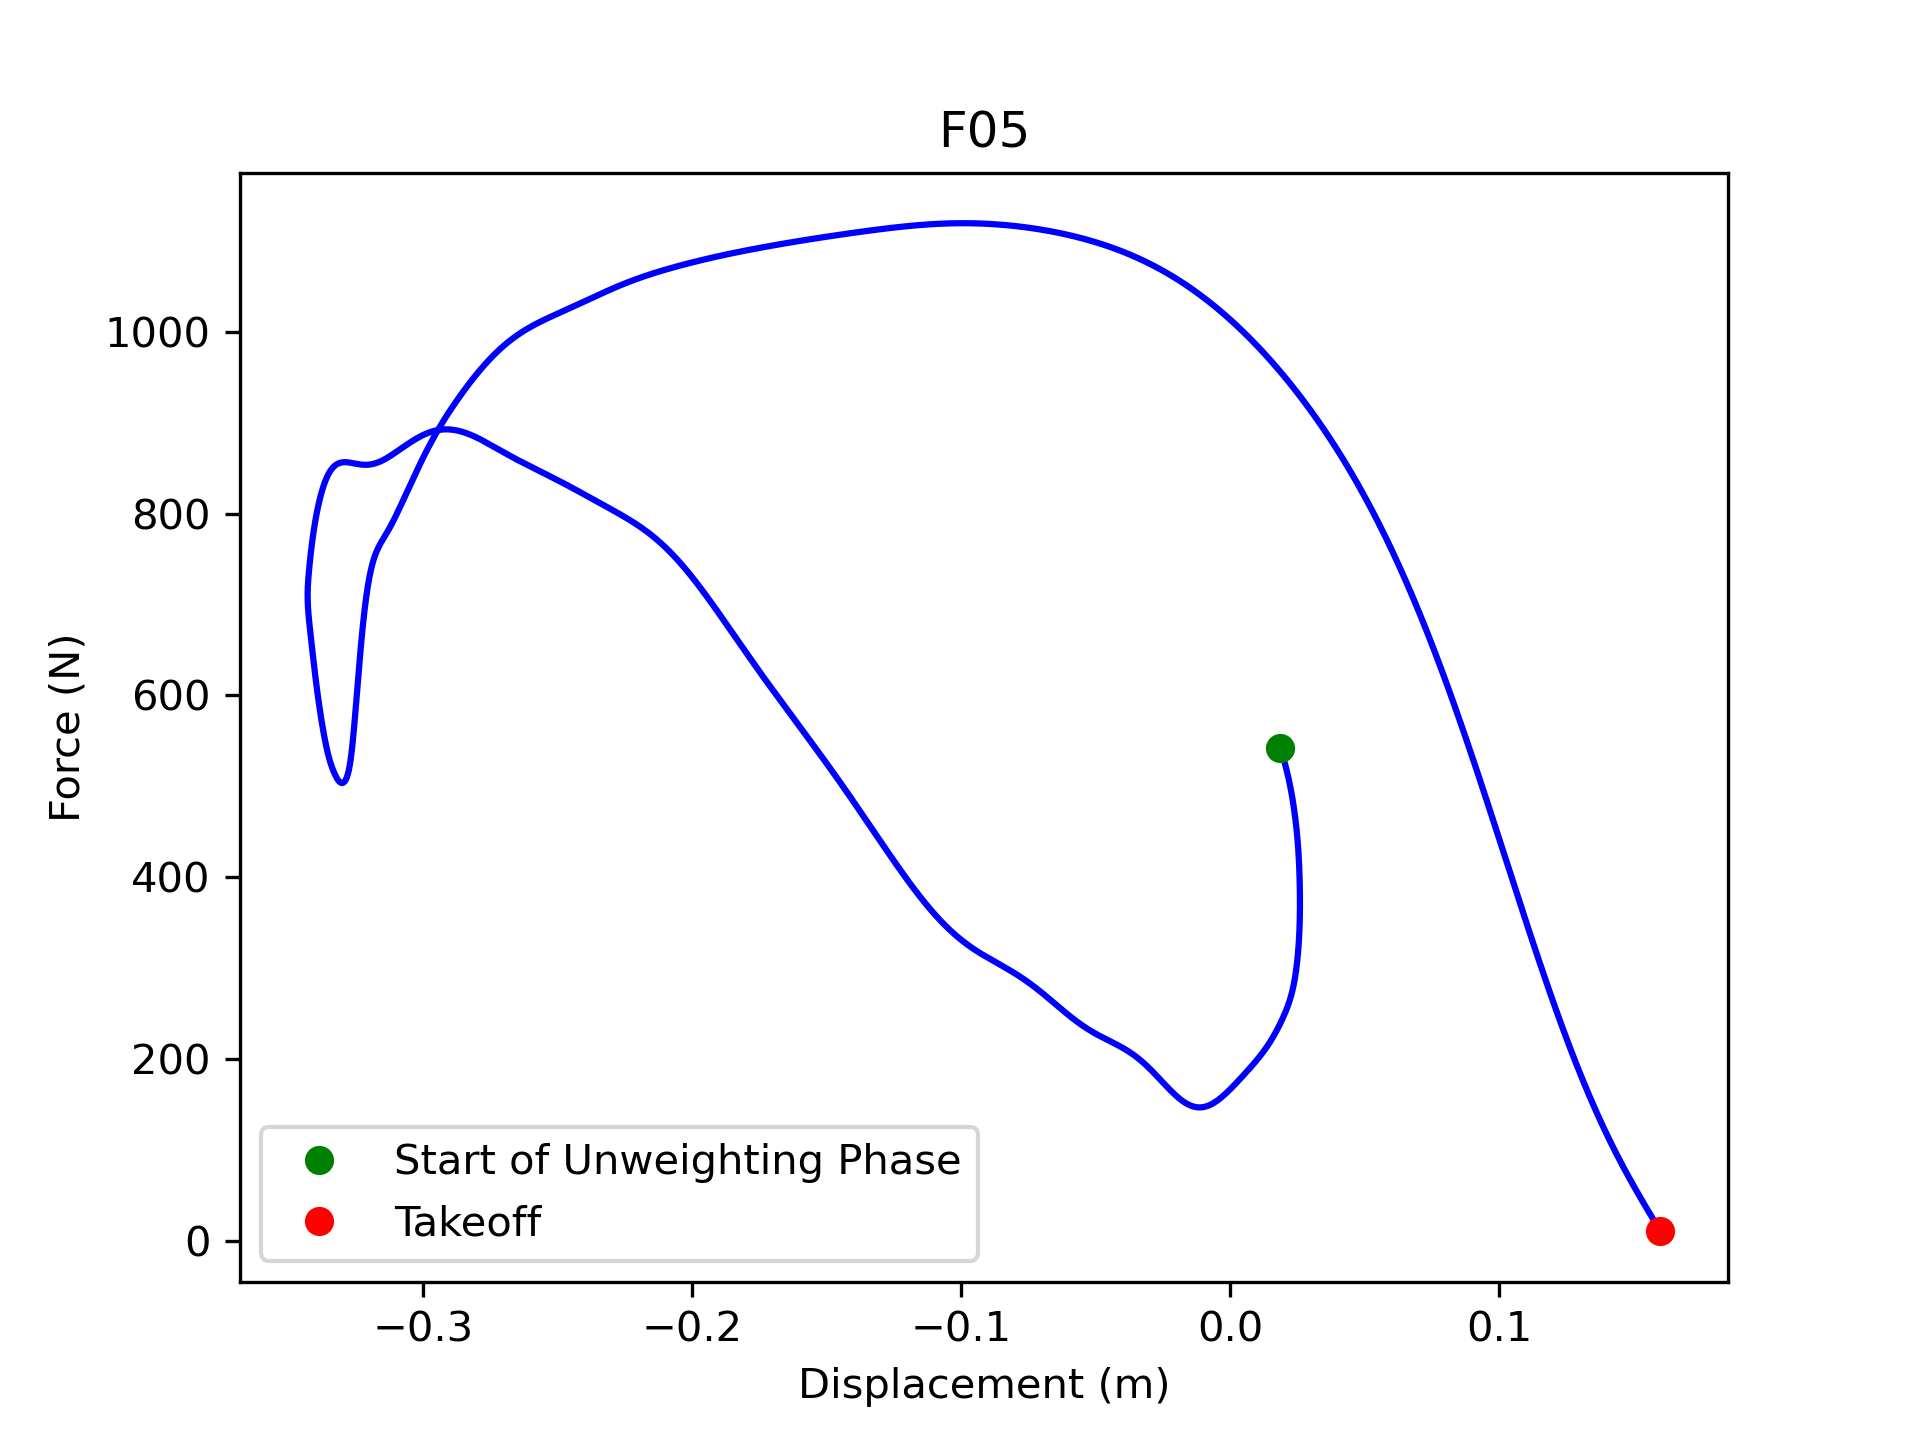 F05
1000
800
600
400
200
0
Force (N)
Start of Unweighting Phase
Takeoff
−0.3 −0.2 −0.1 0.0 0.1
Displacement (m)